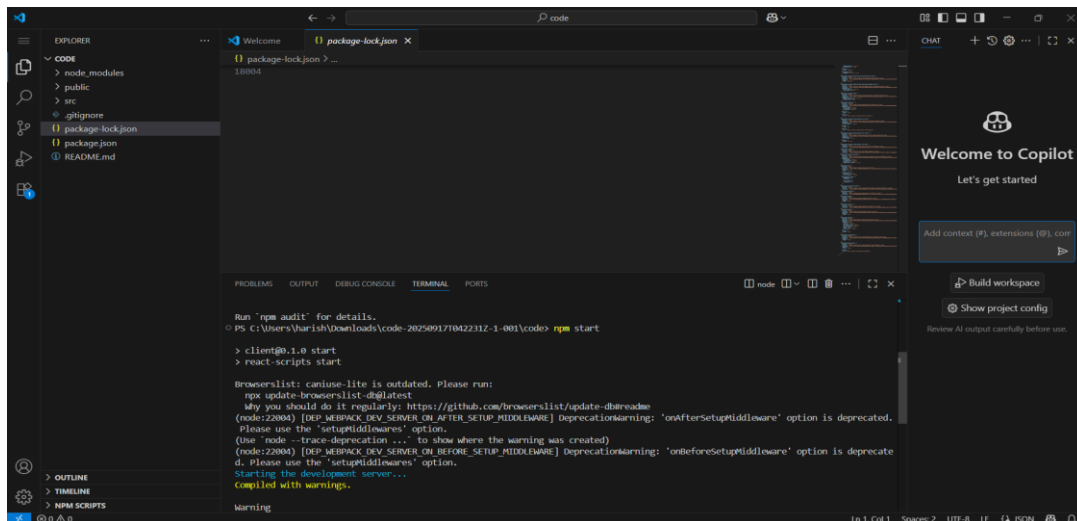 code
EXPLORER
Welcome
package-lock.json
CHAT
CODE
node_modules
public
src
.gitignore
package-lock.json
package.json
README.md
package-lock.json > ...
18004
Welcome to Copilot
Let's get started
Add context (#), extensions (@), com
Build workspace
Show project config
Review AI output carefully before use.
PROBLEMS OUTPUT DEBUG CONSOLE TERMINAL PORTS
node
Run `npm audit` for details.
PS C:\Users\harish\Downloads\code-20250917T042231Z-1-001\code> npm start
> client@0.1.0 start
> react-scripts start
Browserslist: caniuse-lite is outdated. Please run:
npx update-browserslist-db@latest
Why you should do it regularly: https://github.com/browserslist/update-db#readme
(node:22004) [DEP_WEBPACK_DEV_SERVER_ON_AFTER_SETUP_MIDDLEWARE] DeprecationWarning: 'onAfterSetupMiddleware' option is deprecated.
Please use the 'setupMiddlewares' option.
(Use `node --trace-deprecation ...` to show where the warning was created)
(node:22004) [DEP_WEBPACK_DEV_SERVER_ON_BEFORE_SETUP_MIDDLEWARE] DeprecationWarning: 'onBeforeSetupMiddleware' option is deprecate
d. Please use the 'setupMiddlewares' option.
Starting the development server...
Compiled with warnings.
Warning
OUTLINE
TIMELINE
NPM SCRIPTS
0 0
Ln 1, Col 1 Spaces: 2 UTF-8 LF {} JSON